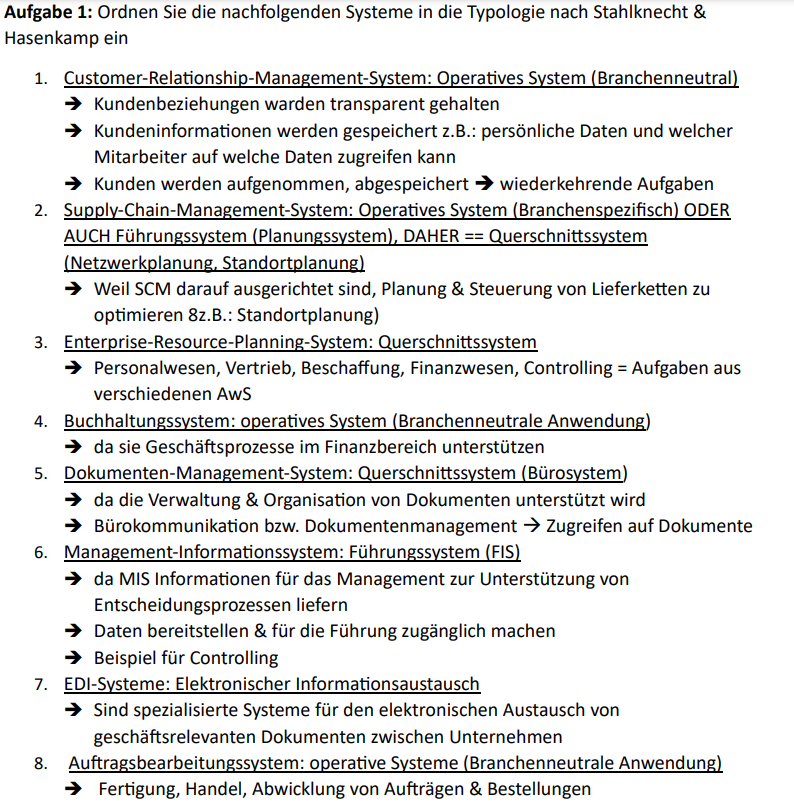 Aufgabe 1: Ordnen Sie die nachfolgenden Systeme in die Typologie nach Stahlknecht &
Hasenkamp ein
1. Customer-Relationship-Management-System: Operatives System (Branchenneutral)
➔ Kundenbeziehungen warden transparent gehalten
➔ Kundeninformationen werden gespeichert z.B.: persönliche Daten und welcher
Mitarbeiter auf welche Daten zugreifen kann
➔ Kunden werden aufgenommen, abgespeichert ➔ wiederkehrende Aufgaben
2. Supply-Chain-Management-System: Operatives System (Branchenspezifisch) ODER
AUCH Führungssystem (Planungssystem), DAHER == Querschnittssystem
(Netzwerkplanung, Standortplanung)
➔ Weil SCM darauf ausgerichtet sind, Planung & Steuerung von Lieferketten zu
optimieren 8z.B.: Standortplanung)
3. Enterprise-Resource-Planning-System: Querschnittssystem
➔ Personalwesen, Vertrieb, Beschaffung, Finanzwesen, Controlling = Aufgaben aus
verschiedenen AwS
4. Buchhaltungssystem: operatives System (Branchenneutrale Anwendung)
➔ da sie Geschäftsprozesse im Finanzbereich unterstützen
5. Dokumenten-Management-System: Querschnittssystem (Bürosystem)
➔ da die Verwaltung & Organisation von Dokumenten unterstützt wird
➔ Bürokommunikation bzw. Dokumentenmanagement → Zugreifen auf Dokumente
6. Management-Informationssystem: Führungssystem (FIS)
➔ da MIS Informationen für das Management zur Unterstützung von
Entscheidungsprozessen liefern
➔ Daten bereitstellen & für die Führung zugänglich machen
➔ Beispiel für Controlling
7. EDI-Systeme: Elektronischer Informationsaustausch
➔ Sind spezialisierte Systeme für den elektronischen Austausch von
geschäftsrelevanten Dokumenten zwischen Unternehmen
8. Auftragsbearbeitungssystem: operative Systeme (Branchenneutrale Anwendung)
➔ Fertigung, Handel, Abwicklung von Aufträgen & Bestellungen